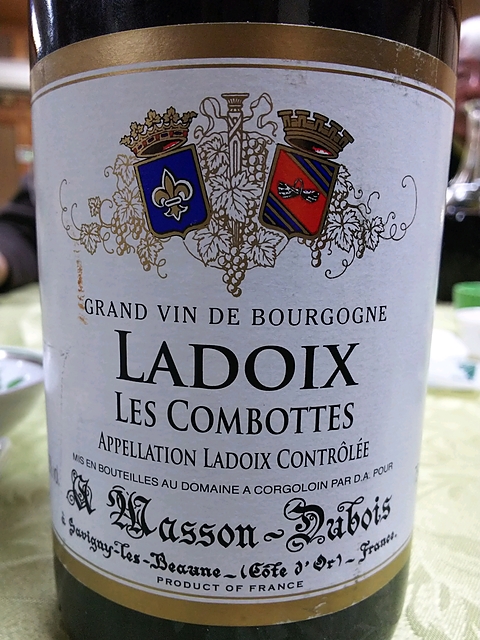 GRAND VIN DE BOURGOGNE
LADOIX
LES COMBOTTES
APPELLATION LADOIX CONTRÔLÉE
MIS EN BOUTEILLES AU DOMAINE A CORGOLOIN PAR D.A. POUR
A Masson-Dubois
à Savigny-les-Beaune-(Côte d'Or)-France.
PRODUCT OF FRANCE